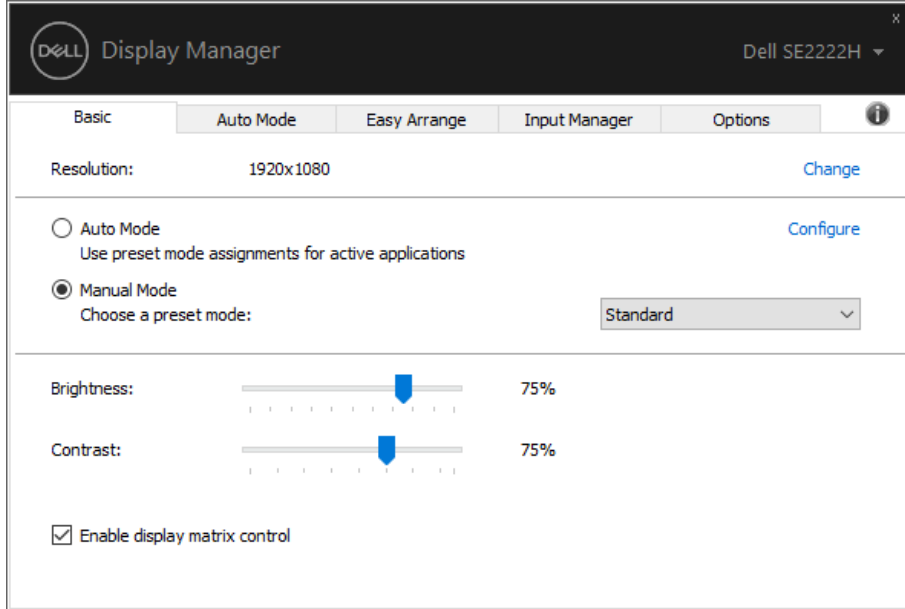 x
DELL Display Manager Dell SE2222H
Basic Auto Mode Easy Arrange Input Manager Options i
Resolution: 1920x1080 Change
Auto Mode Configure
Use preset mode assignments for active applications
Manual Mode
Choose a preset mode: Standard
Brightness: 75%
Contrast: 75%
Enable display matrix control